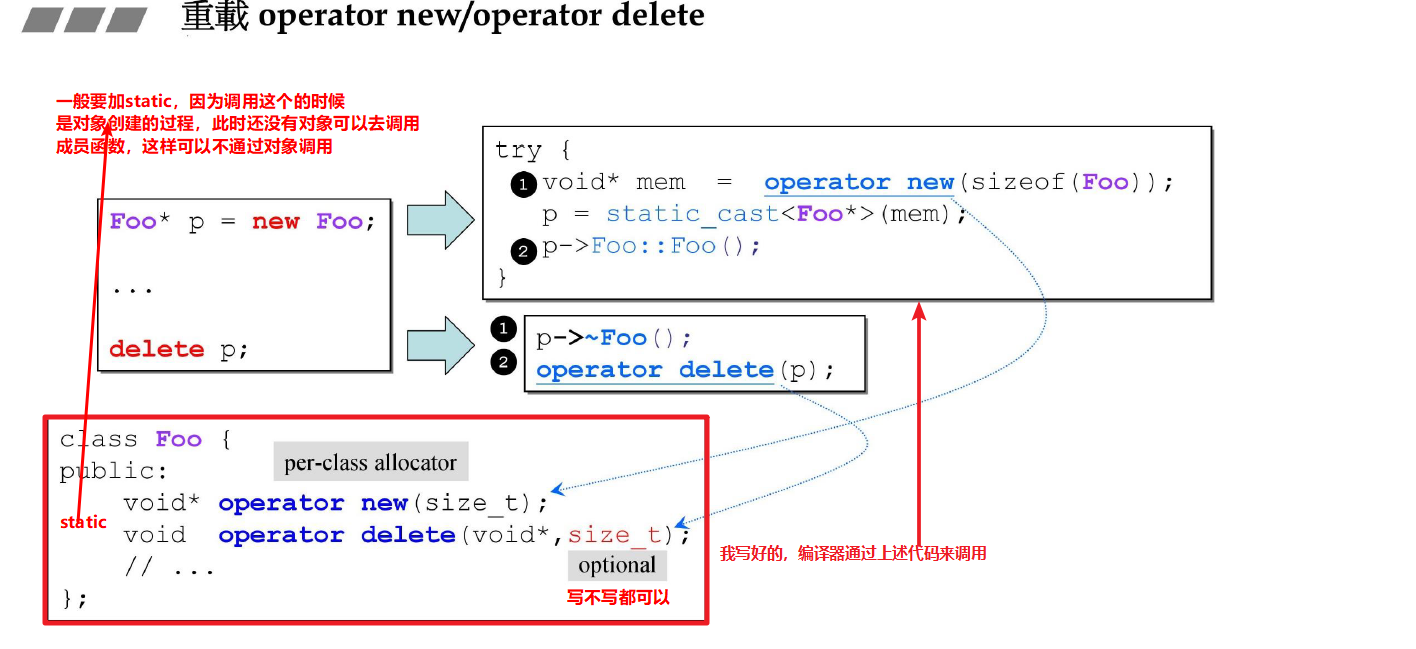 重載 operator new/operator delete
一般要加static，因为调用这个的时候
是对象创建的过程，此时还没有对象可以去调用
成员函数，这样可以不通过对象调用
Foo* p = new Foo;
...
delete p;
try {
❶ void* mem = operator new(sizeof(Foo));
p = static_cast<Foo*>(mem);
❷ p->Foo::Foo();
}
❶ p->~Foo();
❷ operator delete(p);
class Foo {
per-class allocator
public:
void* operator new(size_t);
static
void operator delete(void*,size_t);
optional
// ...
写不写都可以
};
我写好的，编译器通过上述代码来调用